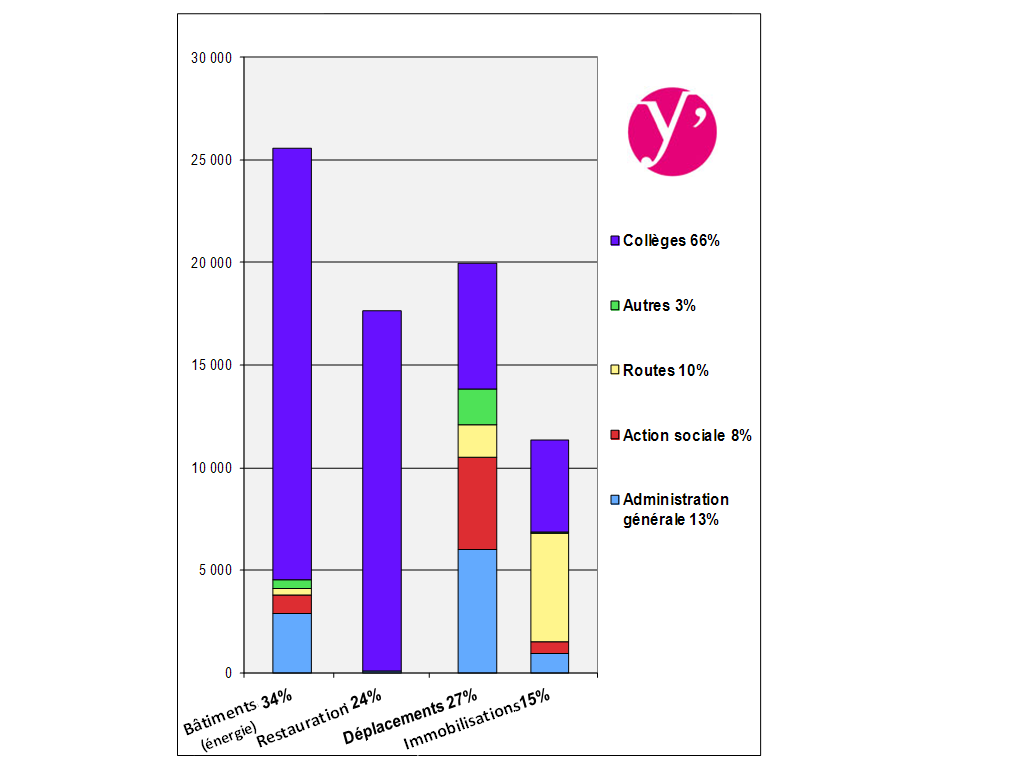 30 000
25 000
20 000
15 000
10 000
5 000
0
y'
Collèges 66%
Autres 3%
Routes 10%
Action sociale 8%
Administration
générale 13%
Bâtiments 34%
(énergie)
Restauration 24%
Déplacements 27%
Immobilisations15%